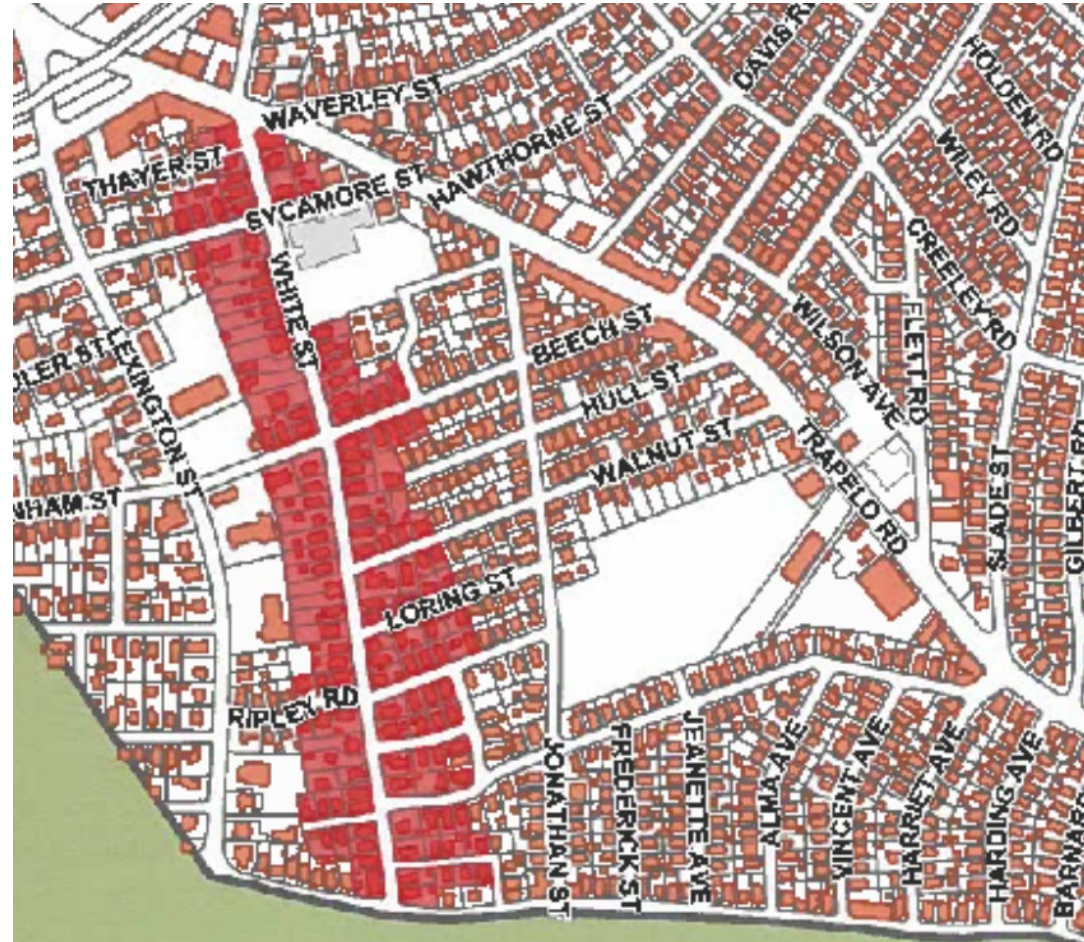 DAVIS RD
HOLDEN RD
WAVERLEY ST
HAWTHORNE ST
WILEY RD
THAYER ST
SYCAMORE ST
CREELEY RD
WHITE ST
BEECH ST
WILSON AVE
FLETT RD
LEXINGTON ST
HULL ST
WALNUT ST
TRAPELO RD
NHAM ST
SLADE ST
GILBERT RD
LORING ST
RIPLEY RD
JONATHAN ST
FREDERNCK ST
JEANETTE AVE
ALMA AVE
VINCENT AVE
HARRIET AVE
HARDING AVE